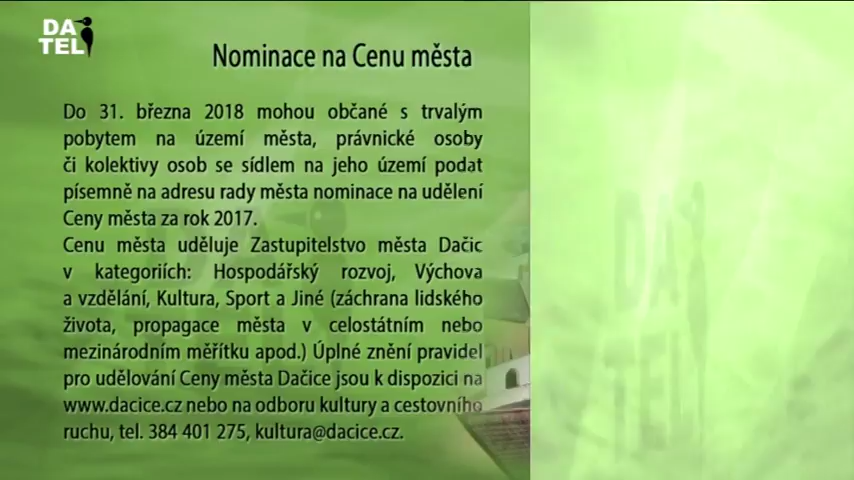 DA
TEL
Nominace na Cenu města
Do 31. března 2018 mohou občané s trvalým
pobytem na území města, právnické osoby
či kolektivy osob se sídlem na jeho území podat
písemně na adresu rady města nominace na udělení
Ceny města za rok 2017.
Cenu města uděluje Zastupitelstvo města Dačic
v kategoriích: Hospodářský rozvoj, Výchova
a vzdělání, Kultura, Sport a Jiné (záchrana lidského
života, propagace města v celostátním nebo
mezinárodním měřítku apod.) Úplné znění pravidel
pro udělování Ceny města Dačice jsou k dispozici na
www.dacice.cz nebo na odboru kultury a cestovního
ruchu, tel. 384 401 275, kultura@dacice.cz.
DA
TEL